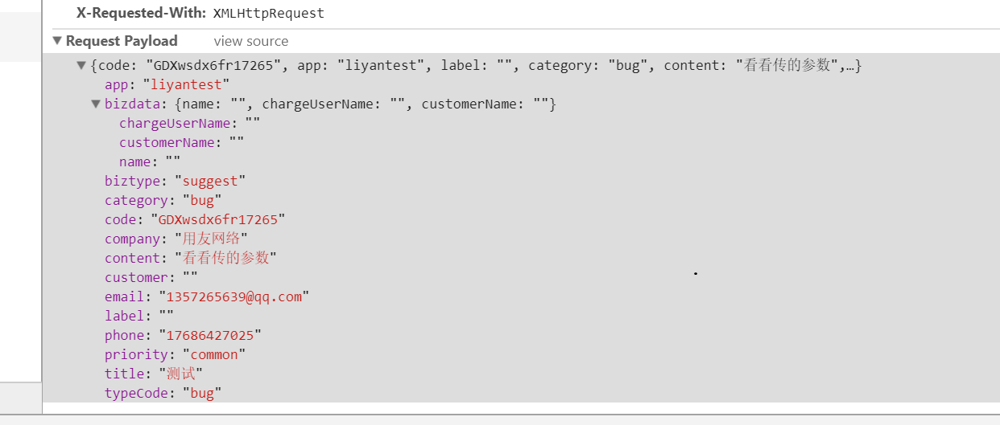 X-Requested-With: XMLHttpRequest
Request Payload view source
{code: "GDXwsdx6fr17265", app: "liyantest", label: "", category: "bug", content: "看看传的参数",…}
app: "liyantest"
bizdata: {name: "", chargeUserName: "", customerName: ""}
chargeUserName: ""
customerName: ""
name: ""
biztype: "suggest"
category: "bug"
code: "GDXwsdx6fr17265"
company: "用友网络"
content: "看看传的参数"
customer: ""
email: "1357265639@qq.com"
label: ""
phone: "17686427025"
priority: "common"
title: "测试"
typeCode: "bug"